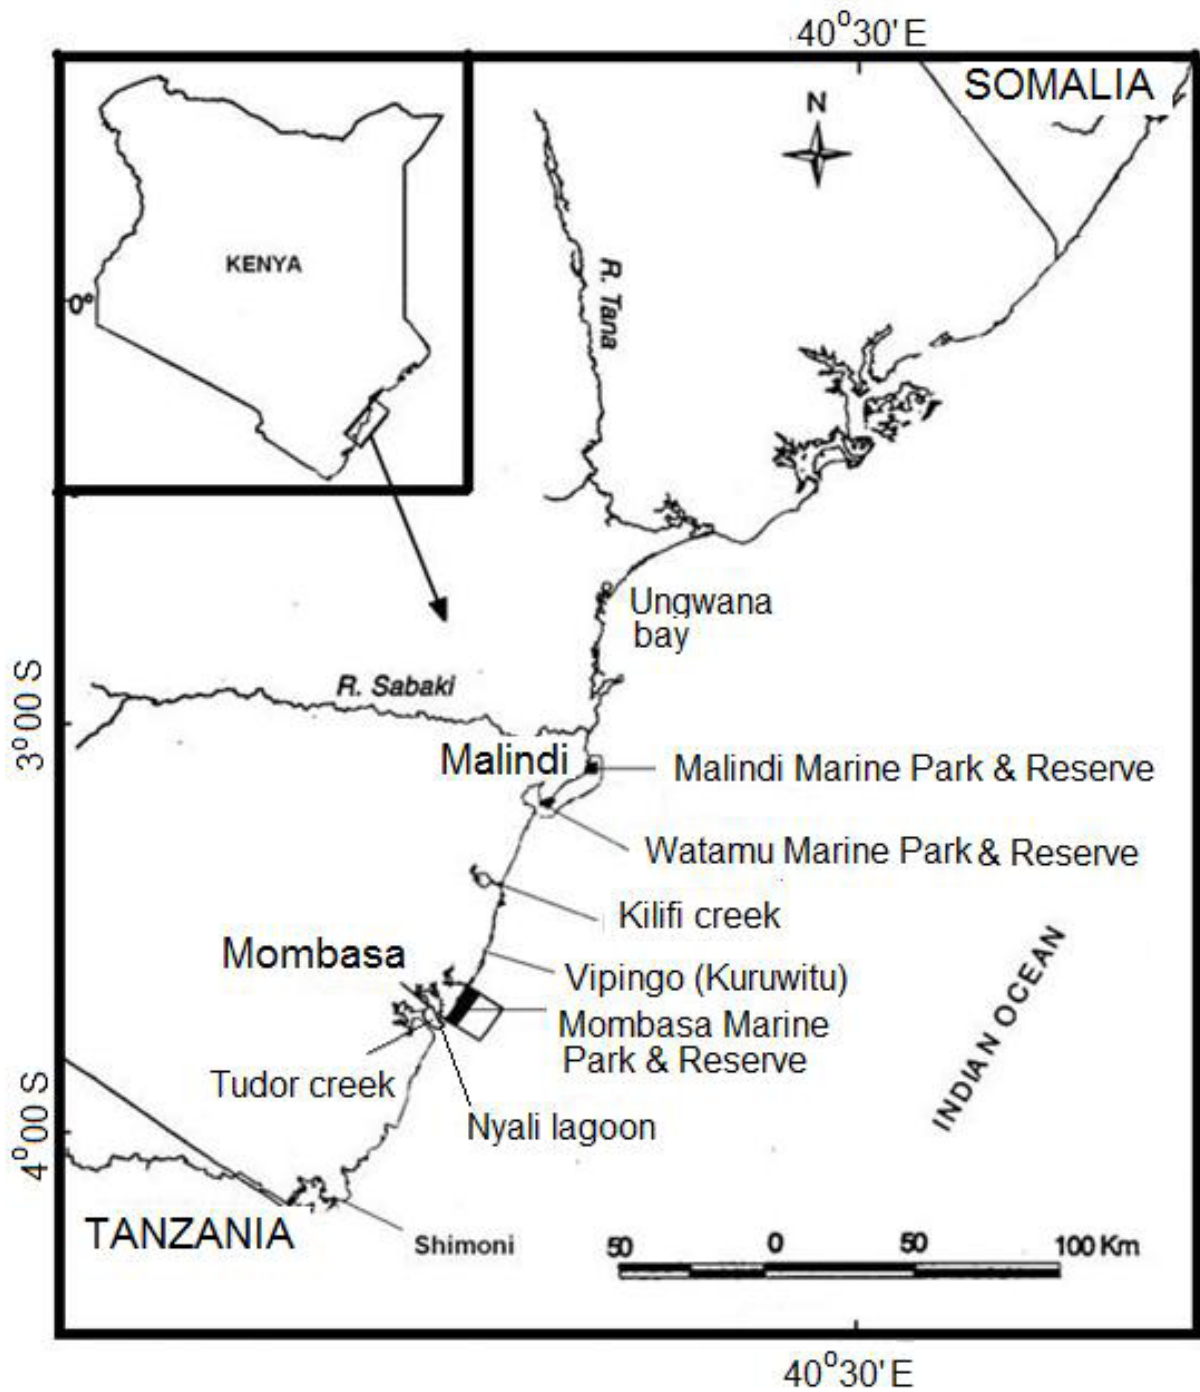 40°30'E
SOMALIA
N
KENYA
0°
R. Tana
Ungwana
bay
3°00 S
R. Sabaki
Malindi
Malindi Marine Park & Reserve
Watamu Marine Park & Reserve
Kilifi creek
Mombasa
Vipingo (Kuruwitu)
Mombasa Marine
Park & Reserve
INDIAN OCEAN
Tudor creek
Nyali lagoon
4°00 S
TANZANIA
Shimoni
50 0 50 100 Km
40°30'E